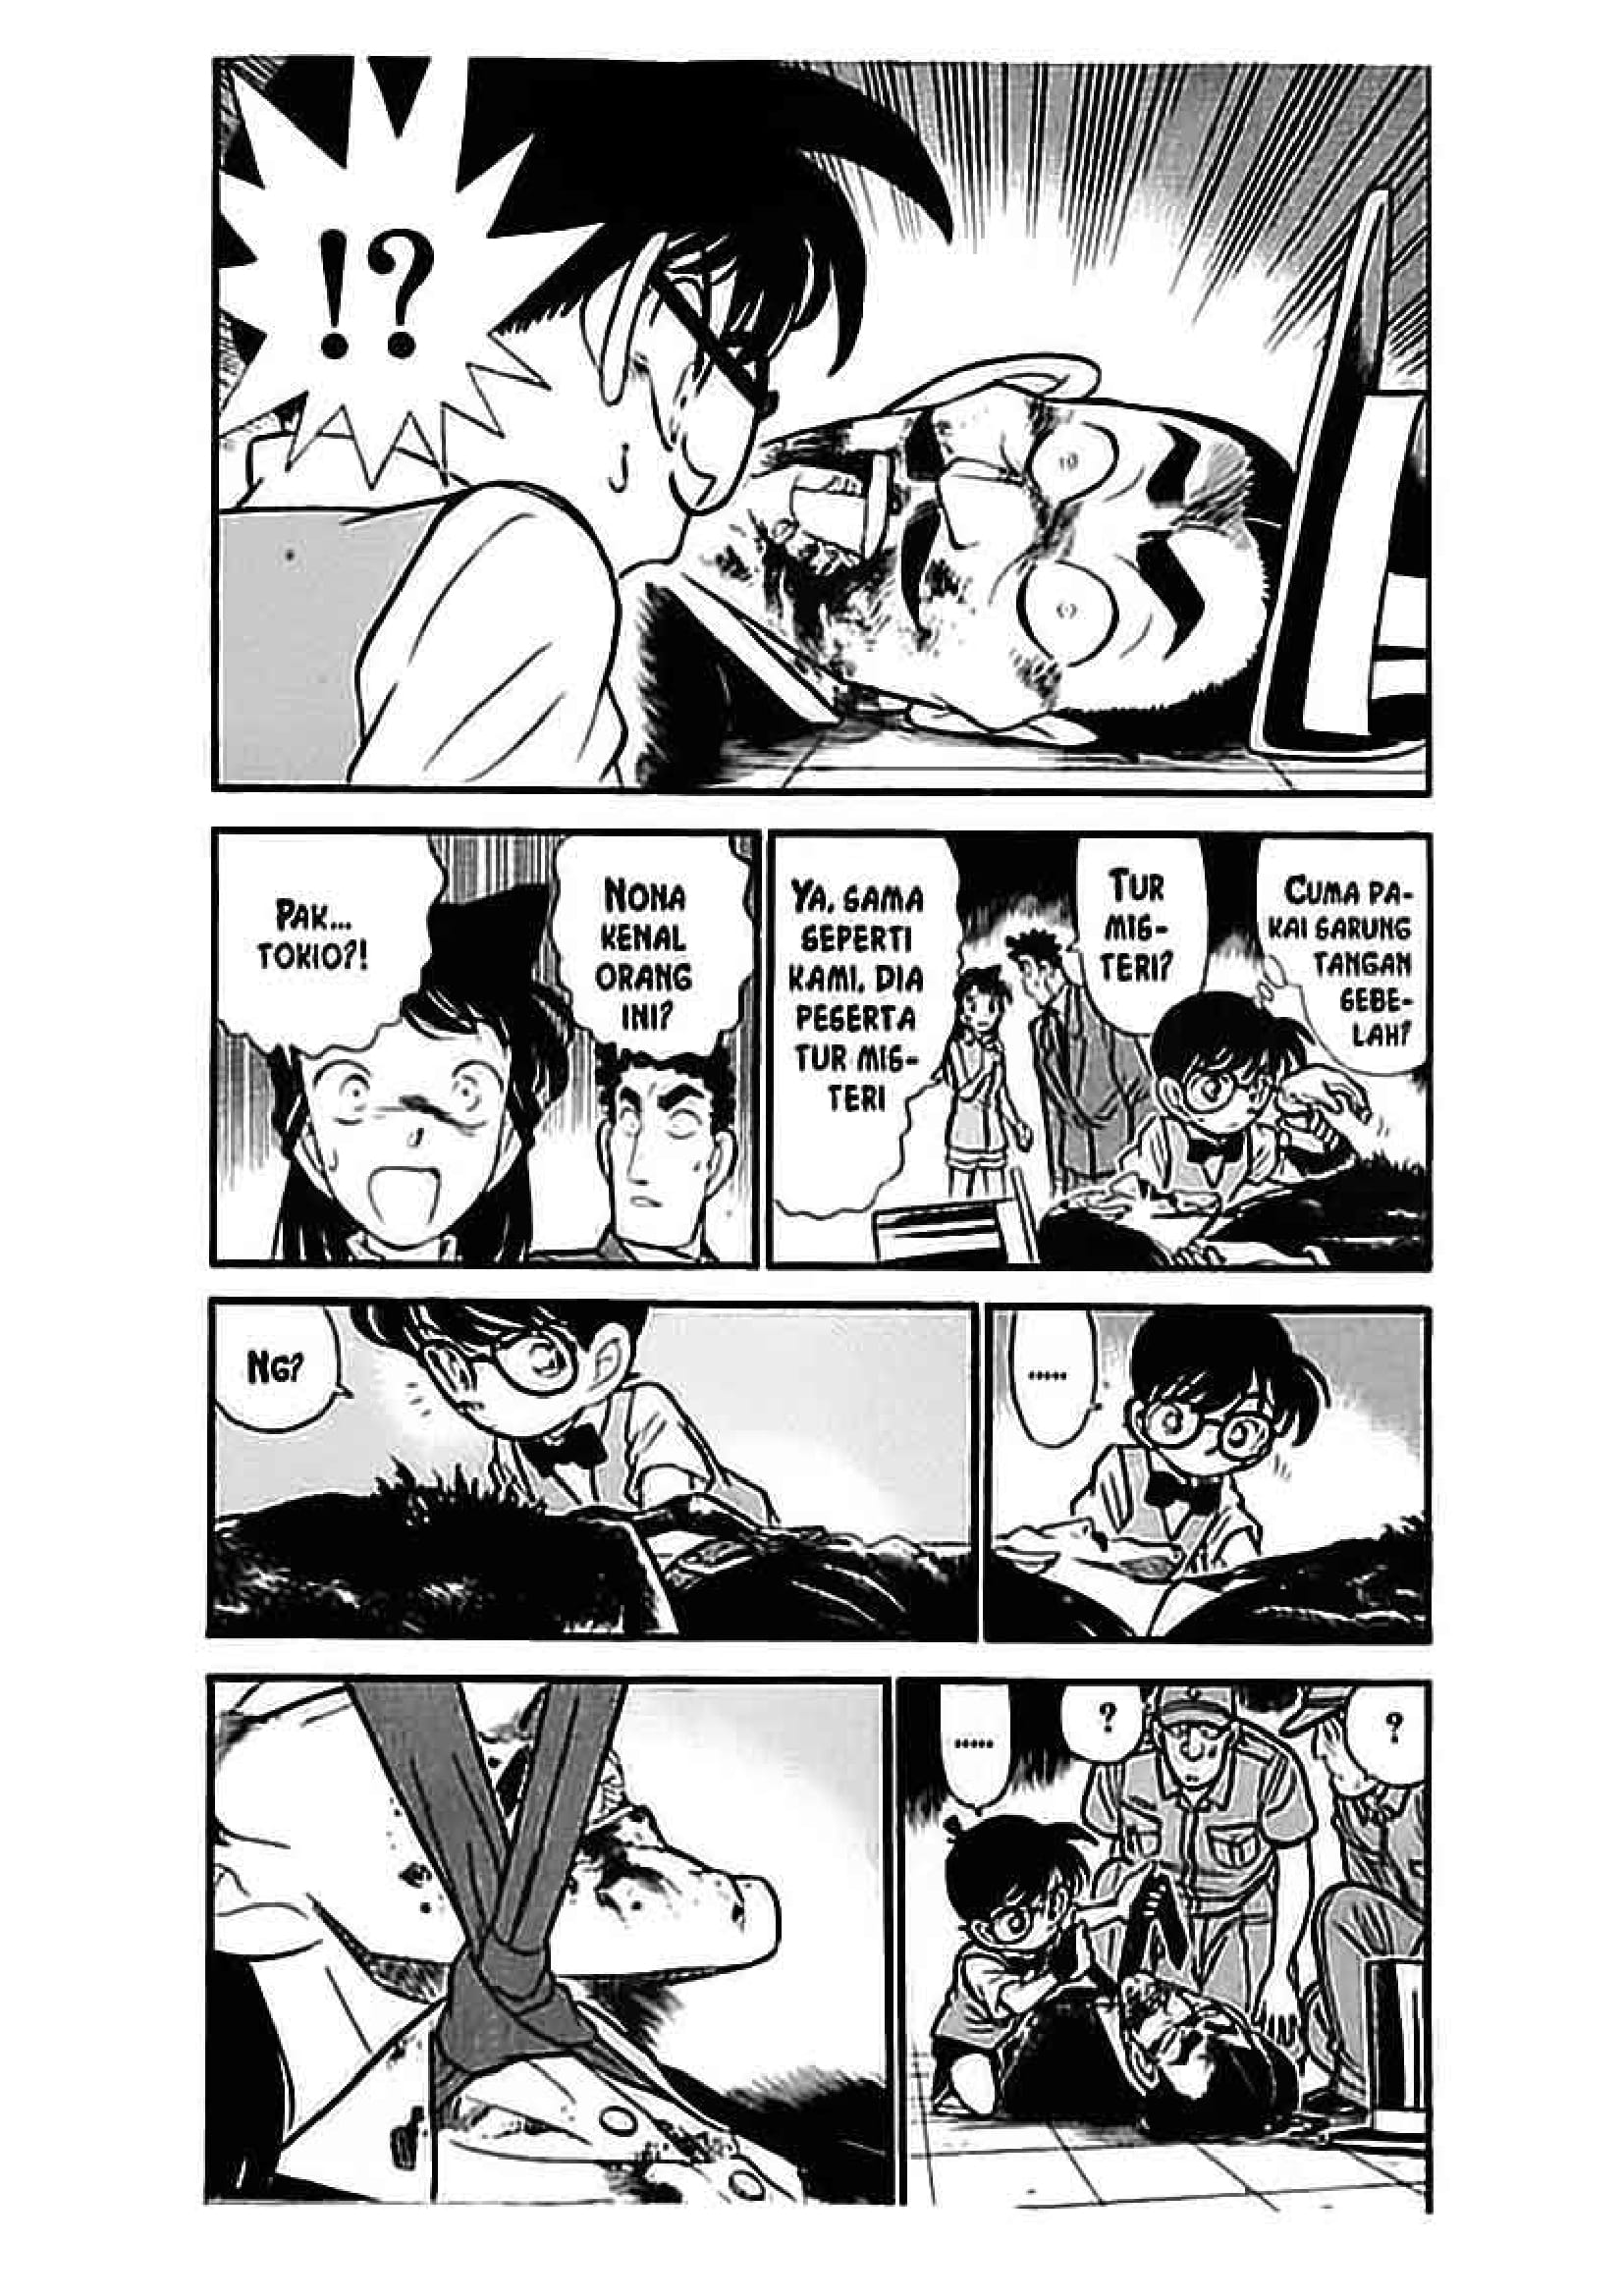 !?
PAK...
TOKIO?!
NONA
KENAL
ORANG
INI?
YA, SAMA
SEPERTI
KAMI, DIA
PESERTA
TUR MIS-
TERI
TUR
MIS-
TERI?
CUMA PA-
KAI SARUNG
TANGAN
SEBE-
LAH?
NG?
.....
.....
?
?